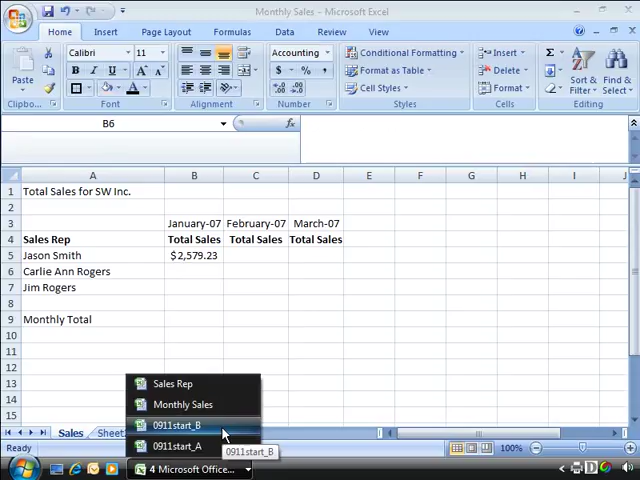 Monthly Sales - Microsoft Excel
Home Insert Page Layout Formulas Data Review View
Paste
Clipboa...
Calibri 11
B I U
A
Font
Alignment
Accounting
$ % ,
Number
Conditional Formatting
Format as Table
Cell Styles
Styles
Insert
Delete
Format
Cells
Σ
Sort & Filter
Find & Select
Editing
B6 fx
A B C D E F G H I J
1 Total Sales for SW Inc.
2
3 January-07 February-07 March-07
4 Sales Rep Total Sales Total Sales Total Sales
5 Jason Smith $2,579.23
6 Carlie Ann Rogers
7 Jim Rogers
8
9 Monthly Total
10
11
12
13
14
15
Sales Rep
Monthly Sales
0911start_B
0911start_A
0911start_B
Sales Sheet
100%
4 Microsoft Office...
8:06 PM